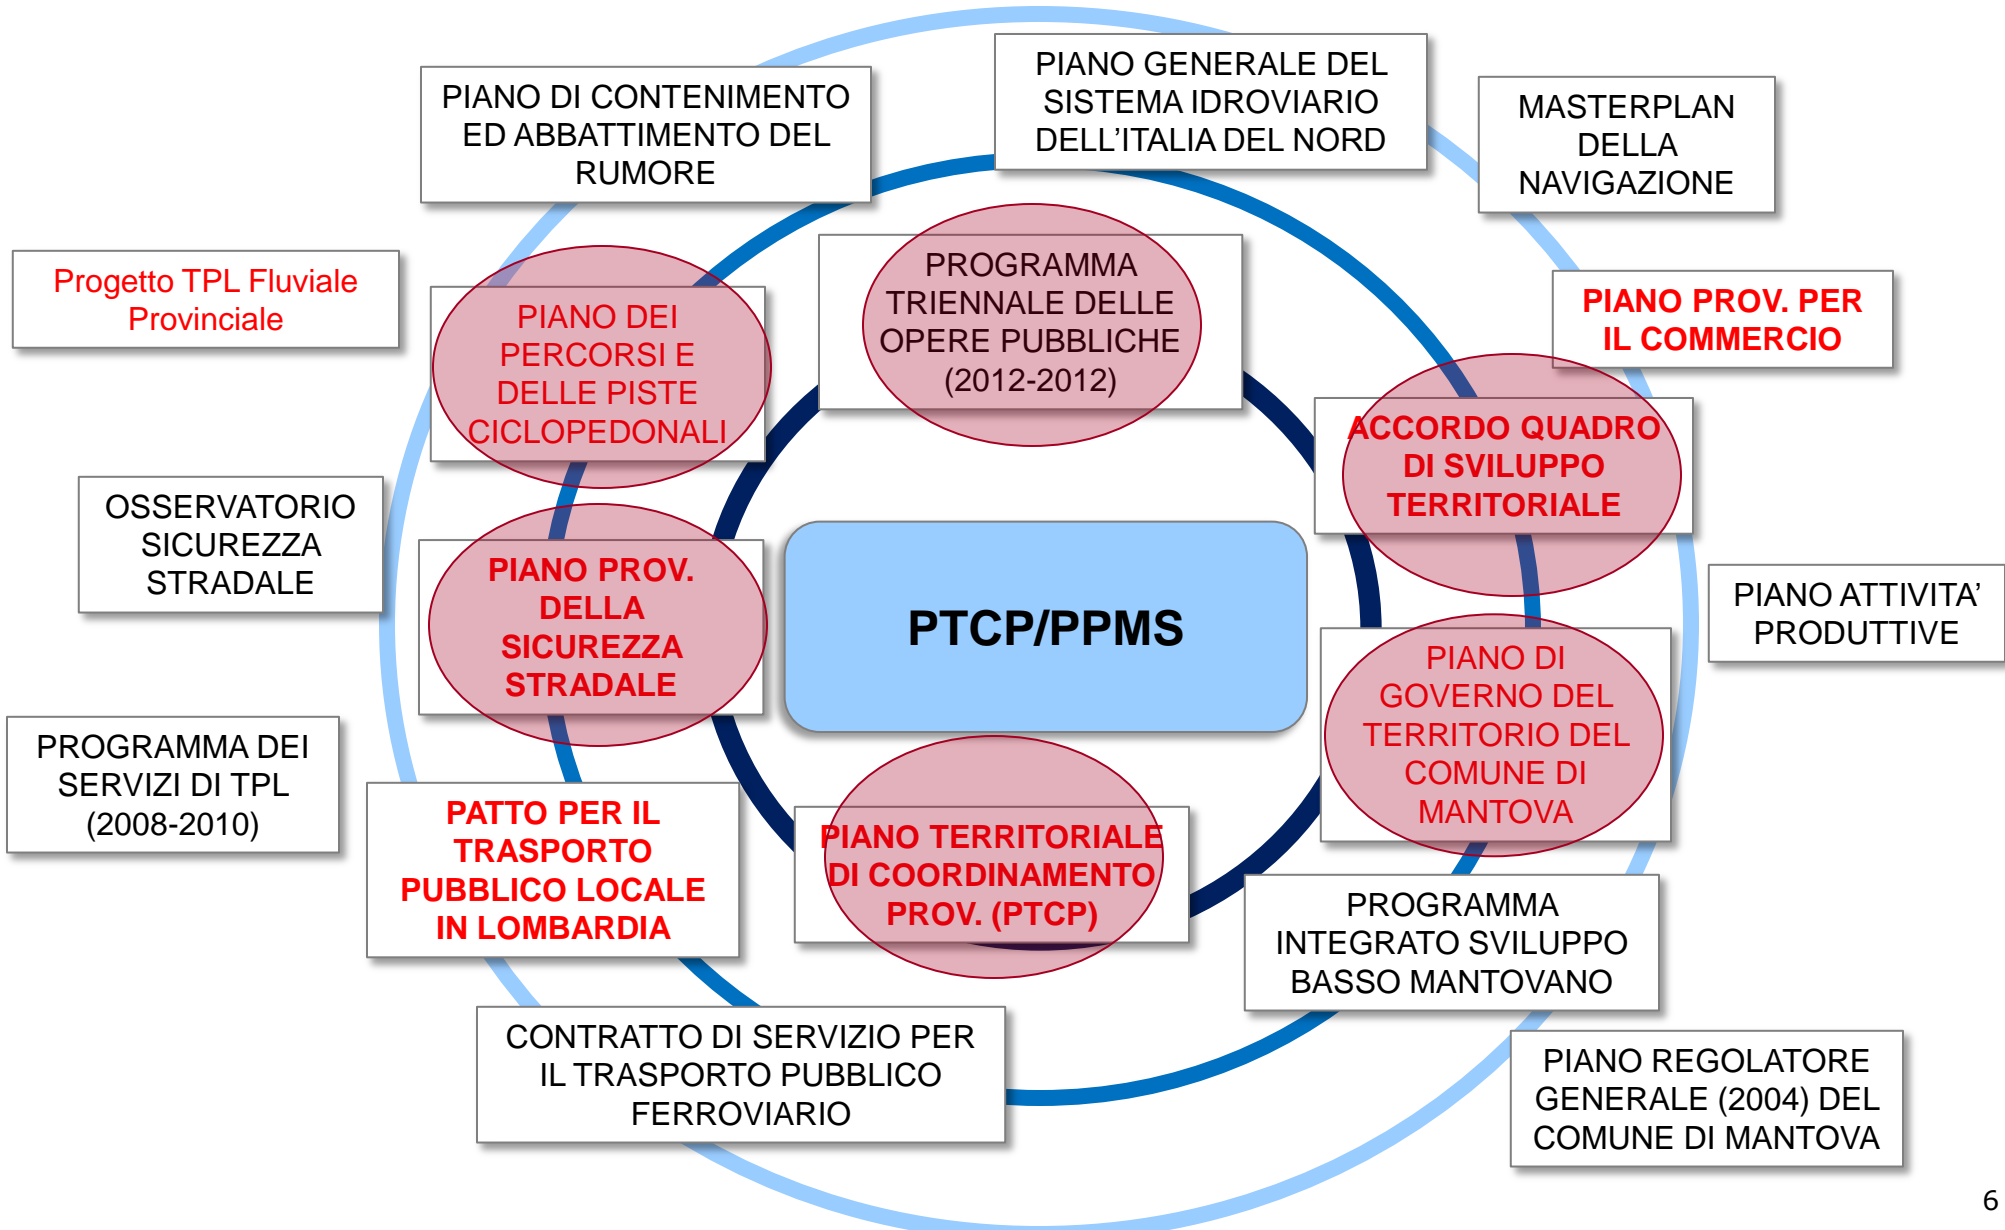 PIANO DI CONTENIMENTO
ED ABBATTIMENTO DEL
RUMORE
PIANO GENERALE DEL
SISTEMA IDROVIARIO
DELL’ITALIA DEL NORD
MASTERPLAN
DELLA
NAVIGAZIONE
Progetto TPL Fluviale
Provinciale
PIANO DEI
PERCORSI E
DELLE PISTE
CICLOPEDONALI
PROGRAMMA
TRIENNALE DELLE
OPERE PUBBLICHE
(2012-2012)
PIANO PROV. PER
IL COMMERCIO
ACCORDO QUADRO
DI SVILUPPO
TERRITORIALE
OSSERVATORIO
SICUREZZA
STRADALE
PIANO PROV.
DELLA
SICUREZZA
STRADALE
PTCP/PPMS
PIANO ATTIVITA’
PRODUTTIVE
PIANO DI
GOVERNO DEL
TERRITORIO DEL
COMUNE DI
MANTOVA
PROGRAMMA DEI
SERVIZI DI TPL
(2008-2010)
PATTO PER IL
TRASPORTO
PUBBLICO LOCALE
IN LOMBARDIA
PIANO TERRITORIALE
DI COORDINAMENTO
PROV. (PTCP)
PROGRAMMA
INTEGRATO SVILUPPO
BASSO MANTOVANO
CONTRATTO DI SERVIZIO PER
IL TRASPORTO PUBBLICO
FERROVIARIO
PIANO REGOLATORE
GENERALE (2004) DEL
COMUNE DI MANTOVA
6